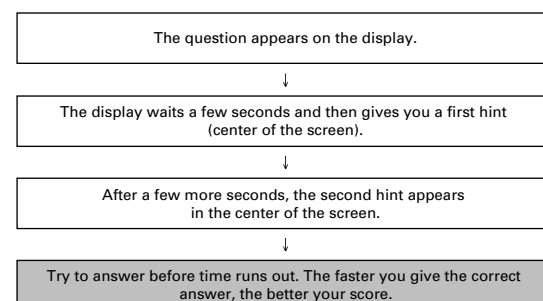 The question appears on the display.
↓
The display waits a few seconds and then gives you a first hint
(center of the screen).
↓
After a few more seconds, the second hint appears
in the center of the screen.
↓
Try to answer before time runs out. The faster you give the correct
answer, the better your score.